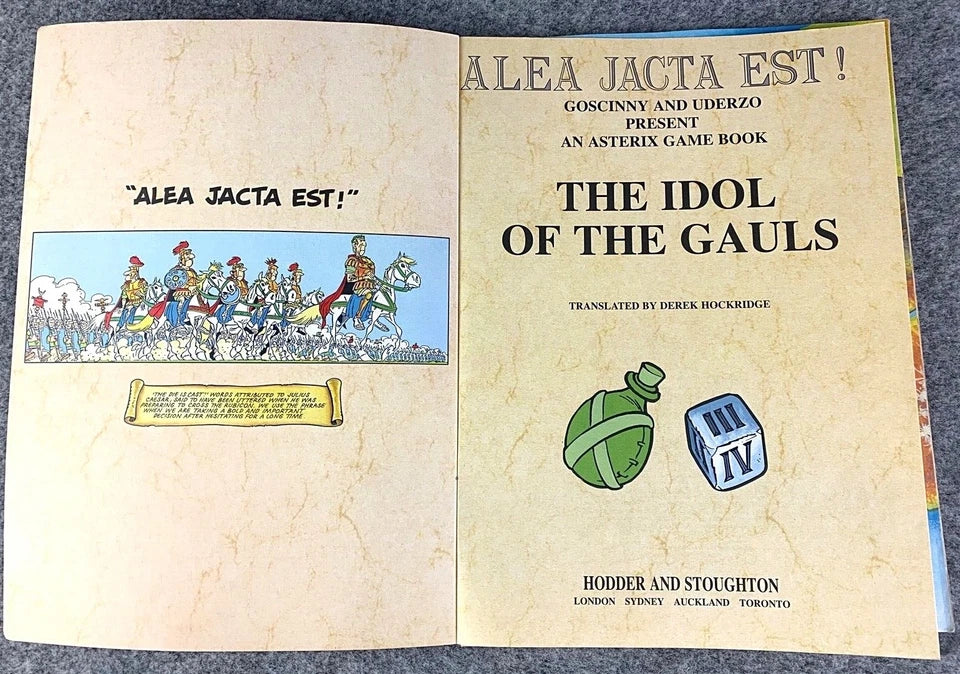 "ALEA JACTA EST!"
"THE DIE IS CAST": WORDS ATTRIBUTED TO JULIUS
CAESAR, SAID TO HAVE BEEN UTTERED WHEN HE WAS
PREPARING TO CROSS THE RUBICON. WE USE THE PHRASE
WHEN WE ARE TAKING A BOLD AND IMPORTANT
DECISION AFTER HESITATING FOR A LONG TIME.
ALEA JACTA EST!
GOSCINNY AND UDERZO
PRESENT
AN ASTERIX GAME BOOK
THE IDOL
OF THE GAULS
TRANSLATED BY DEREK HOCKRIDGE
III
IV
HODDER AND STOUGHTON
LONDON SYDNEY AUCKLAND TORONTO